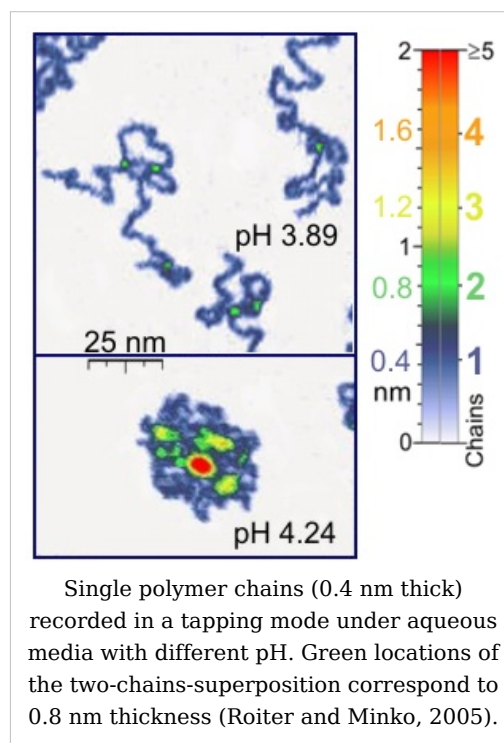 2
≥5
1.6
4
1.2
3
pH 3.89
1
0.8
2
25 nm
0.4
1
nm
0
Chains
pH 4.24
Single polymer chains (0.4 nm thick)
recorded in a tapping mode under aqueous
media with different pH. Green locations of
the two-chains-superposition correspond to
0.8 nm thickness (Roiter and Minko, 2005).